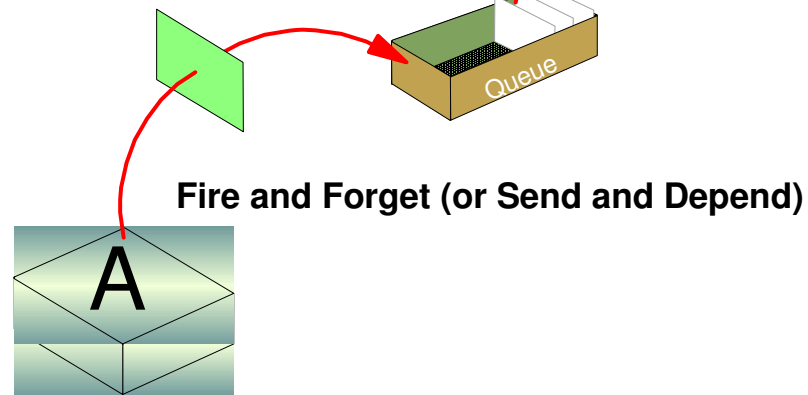 Queue
Fire and Forget (or Send and Depend)
A